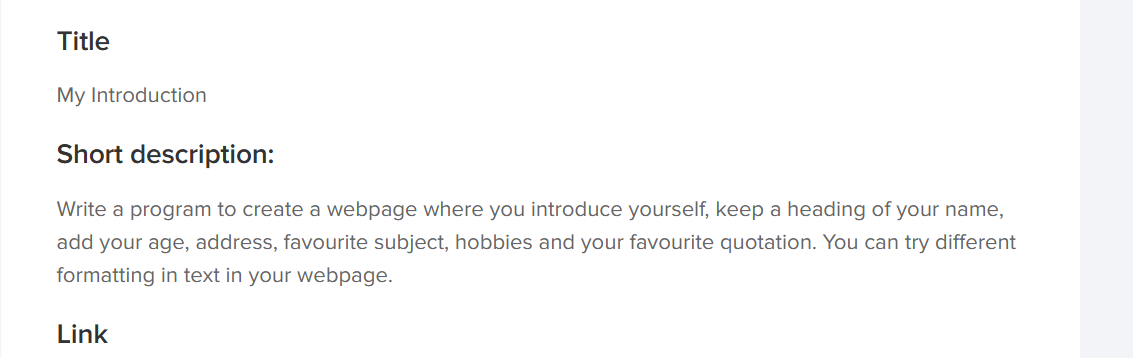 Title
My Introduction
Short description:
Write a program to create a webpage where you introduce yourself, keep a heading of your name,
add your age, address, favourite subject, hobbies and your favourite quotation. You can try different
formatting in text in your webpage.
Link